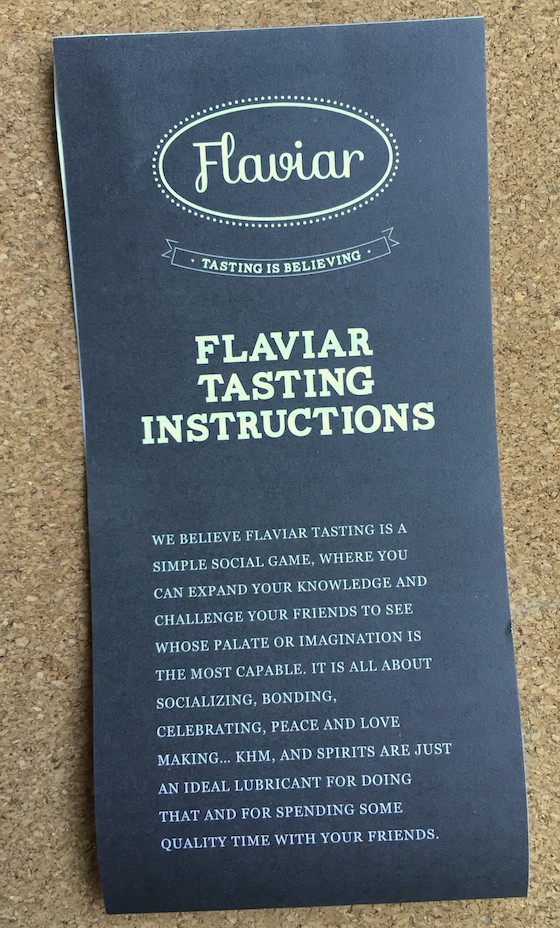 Flaviar
· TASTING IS BELIEVING ·
FLAVIAR
TASTING
INSTRUCTIONS
WE BELIEVE FLAVIAR TASTING IS A
SIMPLE SOCIAL GAME, WHERE YOU
CAN EXPAND YOUR KNOWLEDGE AND
CHALLENGE YOUR FRIENDS TO SEE
WHOSE PALATE OR IMAGINATION IS
THE MOST CAPABLE. IT IS ALL ABOUT
SOCIALIZING, BONDING,
CELEBRATING, PEACE AND LOVE
MAKING... KHM, AND SPIRITS ARE JUST
AN IDEAL LUBRICANT FOR DOING
THAT AND FOR SPENDING SOME
QUALITY TIME WITH YOUR FRIENDS.